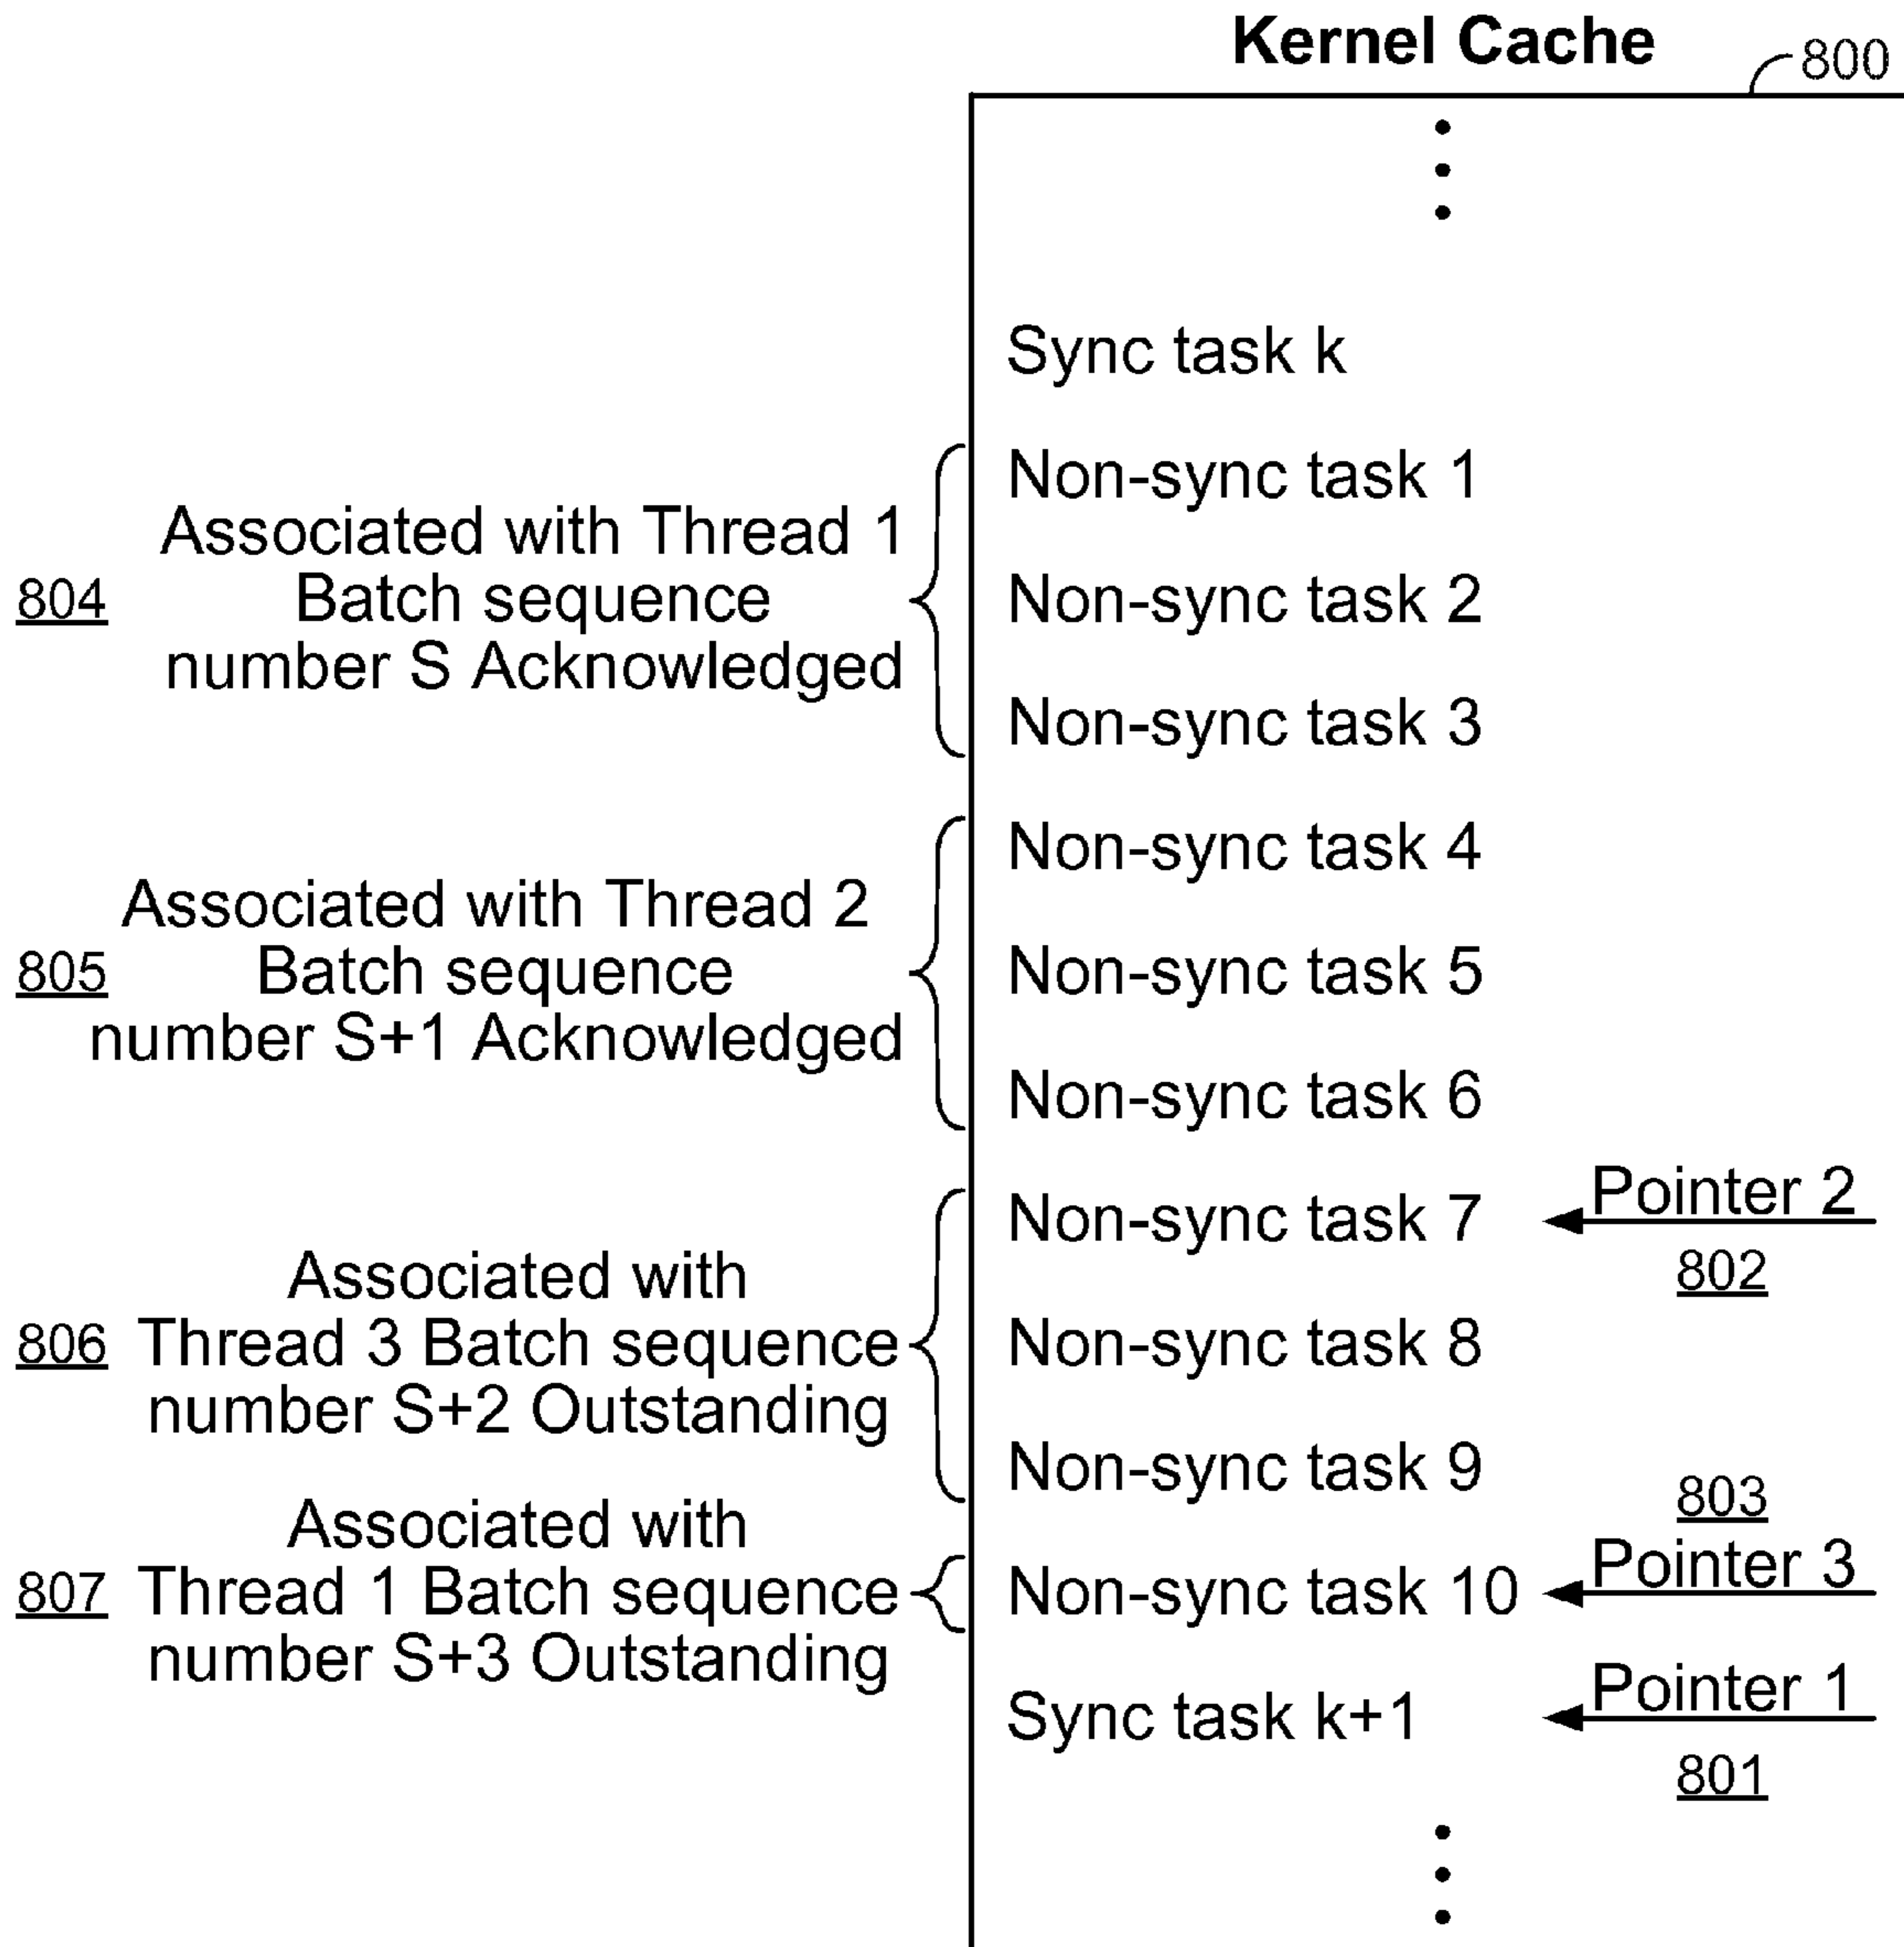 Kernel Cache
800
Sync task k
Non-sync task 1
Associated with Thread 1
804 Batch sequence
number S Acknowledged
Non-sync task 2
Non-sync task 3
Non-sync task 4
Associated with Thread 2
805 Batch sequence
number S+1 Acknowledged
Non-sync task 5
Non-sync task 6
Non-sync task 7
Pointer 2
802
Associated with
806 Thread 3 Batch sequence
number S+2 Outstanding
Non-sync task 8
Non-sync task 9
803
Associated with
807 Thread 1 Batch sequence
number S+3 Outstanding
Non-sync task 10
Pointer 3
Sync task k+1
Pointer 1
801